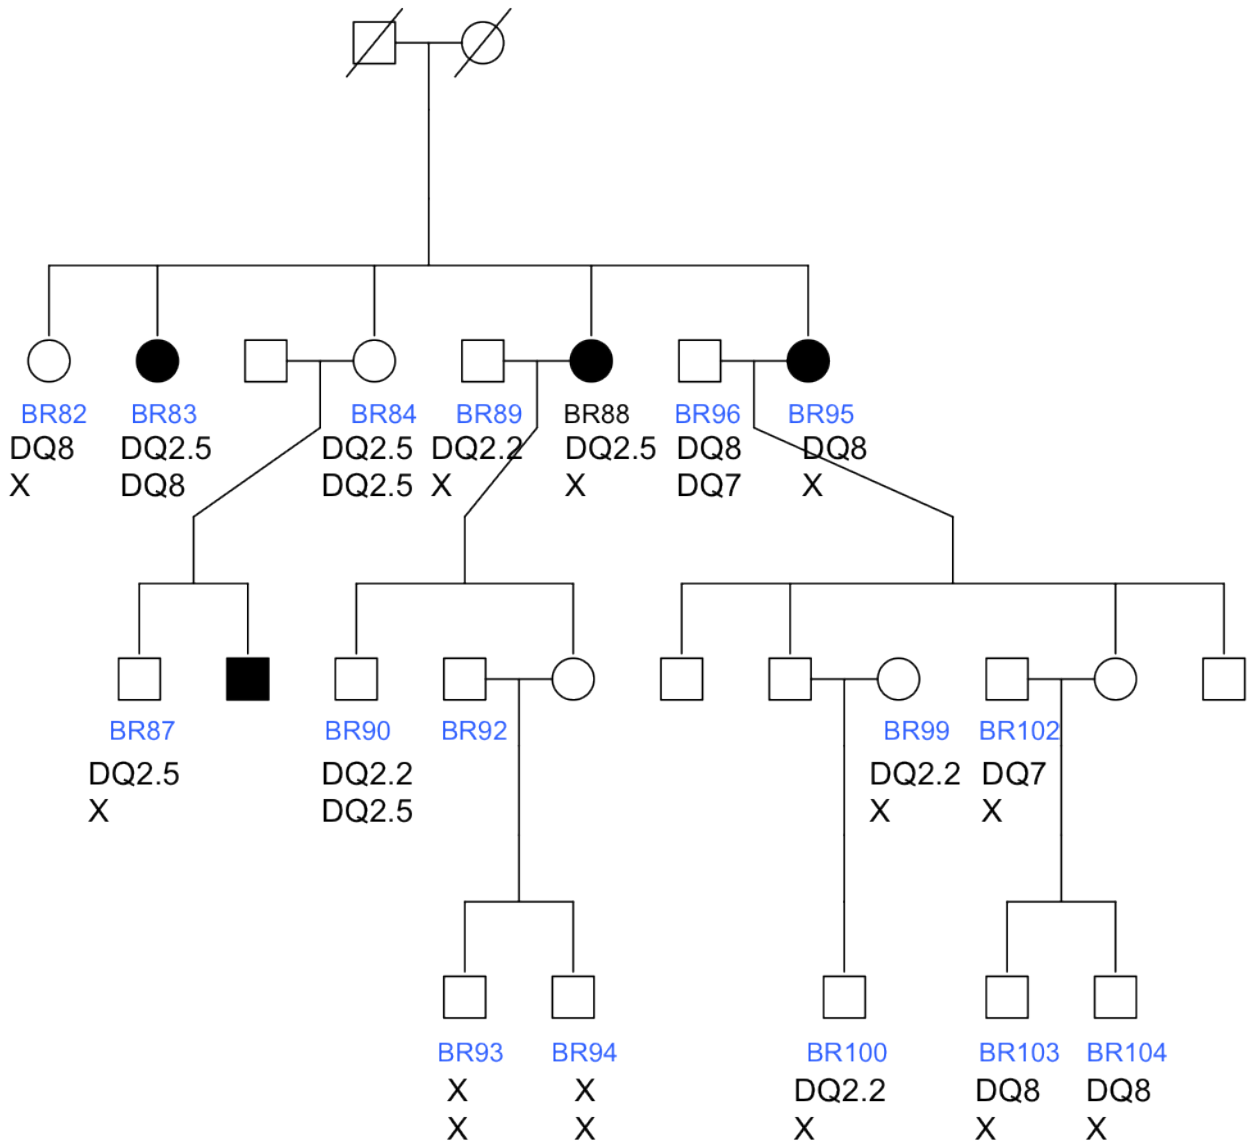 BR82 BR83 BR84 BR89 BR88 BR96 BR95
DQ8 DQ2.5 DQ2.5 DQ2.2 DQ2.5 DQ8 DQ8
X DQ8 DQ2.5 X X DQ7 X
BR87 BR90 BR92 BR99 BR102
DQ2.5 DQ2.2 DQ2.2 DQ7
X DQ2.5 X X
BR93 BR94 BR100 BR103 BR104
X X DQ2.2 DQ8 DQ8
X X X X X